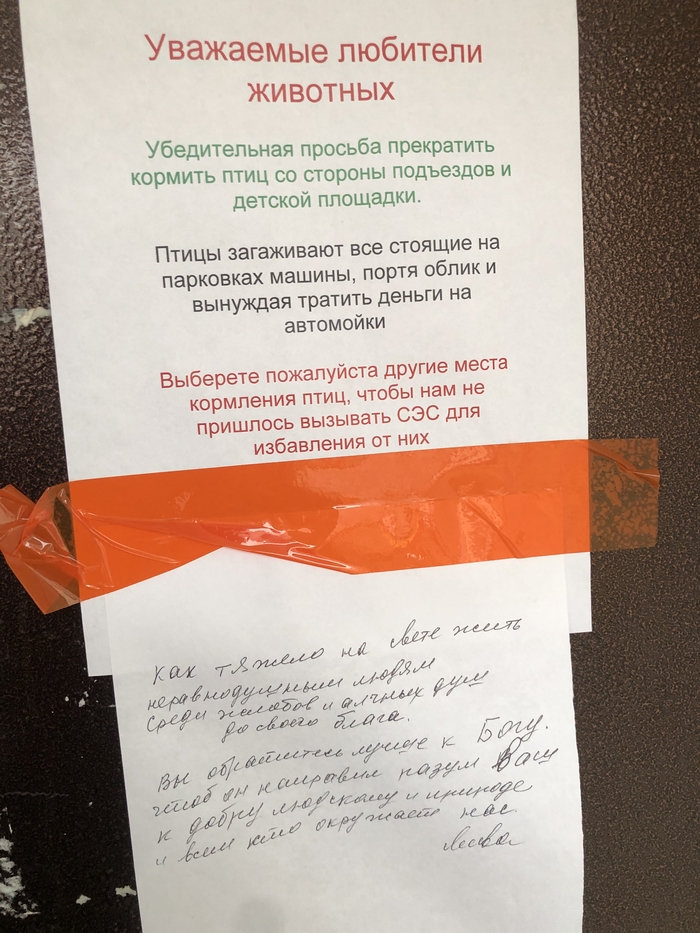 Уважаемые любители
животных
Убедительная просьба прекратить
кормить птиц со стороны подъездов и
детской площадки.
Птицы загаживают все стоящие на
парковках машины, портя облик и
вынуждая тратить деньги на
автомойки
Выберете пожалуйста другие места
кормления птиц, чтобы нам не
пришлось вызывать СЭС для
избавления от них
Как тяжело на свете жить
неравнодушным людям
среди жлобов и алчных душ
до своего блага.
Вы обратитесь лучше к Богу.
чтоб он направил разум Ваш
к добру людскому и природе
и всем кто окружает нас